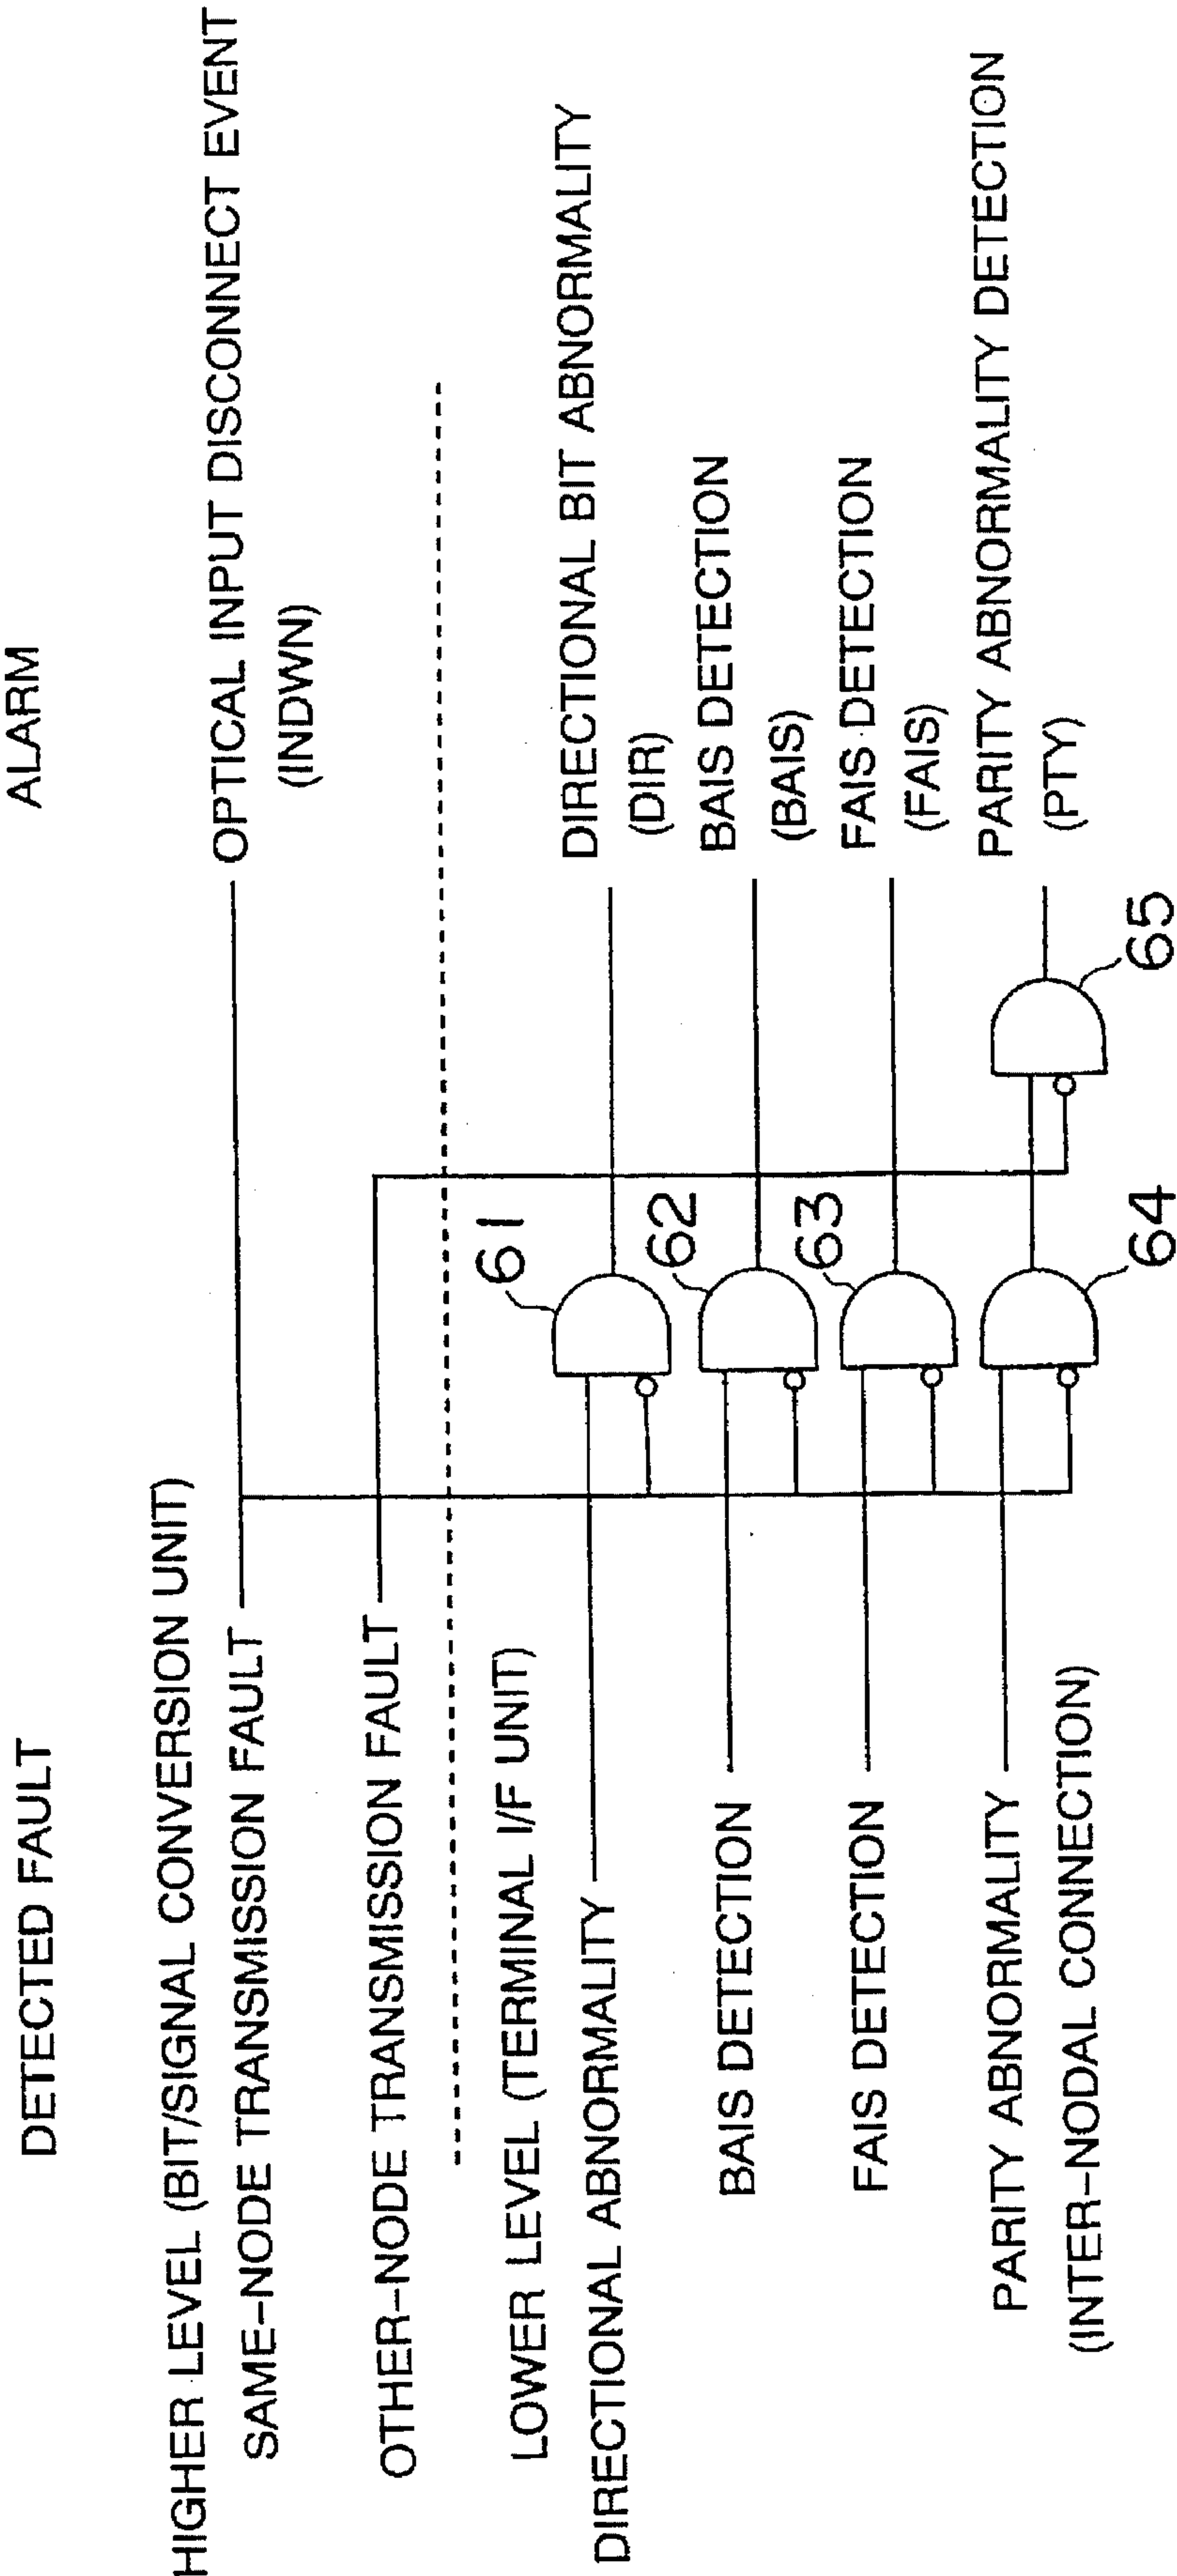 DETECTED FAULT
ALARM
HIGHER LEVEL (BIT/SIGNAL CONVERSION UNIT)
SAME-NODE TRANSMISSION FAULT
OPTICAL INPUT DISCONNECT EVENT
(INDWN)
OTHER-NODE TRANSMISSION FAULT
LOWER LEVEL (TERMINAL I/F UNIT)
DIRECTIONAL ABNORMALITY
61
DIRECTIONAL BIT ABNORMALITY
(DIR)
BAIS DETECTION
62
BAIS DETECTION
(BAIS)
FAIS DETECTION
63
FAIS DETECTION
(FAIS)
PARITY ABNORMALITY
(INTER-NODAL CONNECTION)
64
65
PARITY ABNORMALITY DETECTION
(PTY)